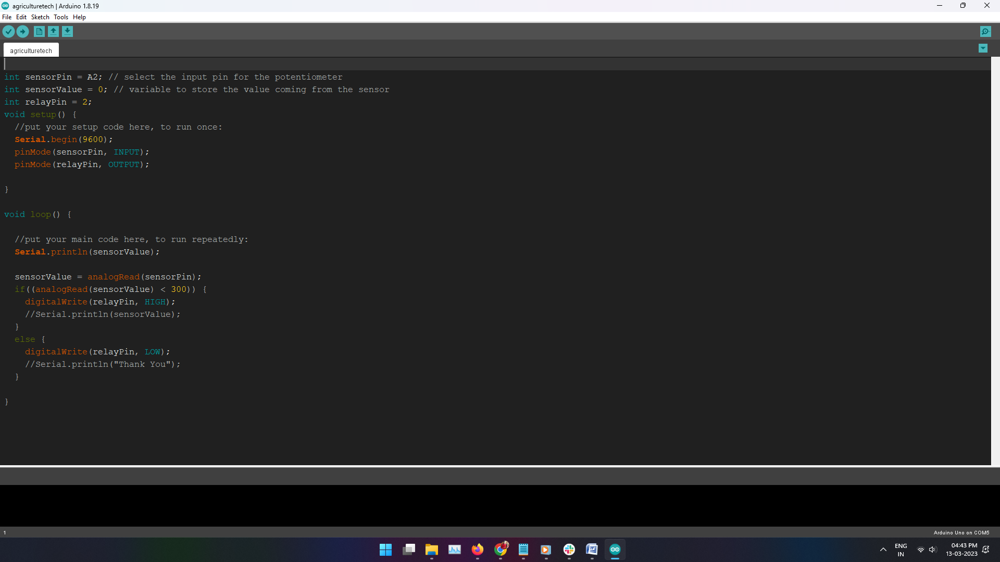 agriculturetech | Arduino 1.8.19
File Edit Sketch Tools Help
agriculturetech
int sensorPin = A2; // select the input pin for the potentiometer
int sensorValue = 0; // variable to store the value coming from the sensor
int relayPin = 2;
void setup() {
//put your setup code here, to run once:
Serial.begin(9600);
pinMode(sensorPin, INPUT);
pinMode(relayPin, OUTPUT);
}
void loop() {
//put your main code here, to run repeatedly:
Serial.println(sensorValue);
sensorValue = analogRead(sensorPin);
if((analogRead(sensorValue) < 300)) {
digitalWrite(relayPin, HIGH);
//Serial.println(sensorValue);
}
else {
digitalWrite(relayPin, LOW);
//Serial.println("Thank You");
}
}
1
Arduino Uno on COM5
ENG
IN
04:43 PM
13-03-2023